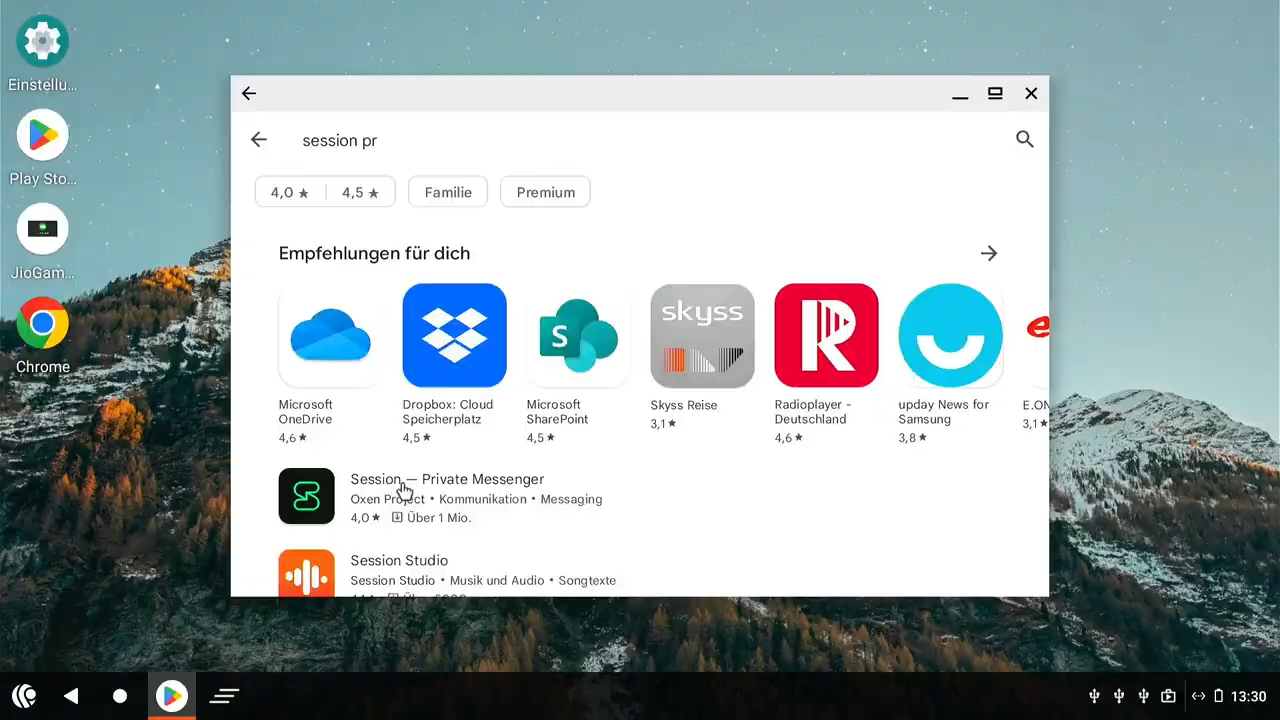 Einstellu...
Play Sto...
JioGam...
Chrome
session pr
4,0 ★ 4,5 ★ Familie Premium
Empfehlungen für dich
S
skyss
R
Microsoft OneDrive
4,6 ★
Dropbox: Cloud Speicherplatz
4,5 ★
Microsoft SharePoint
4,5 ★
Skyss Reise
3,1 ★
Radioplayer - Deutschland
4,6 ★
upday News for Samsung
3,8 ★
E.ON
3,1 ★
Session — Private Messenger
Oxen Project • Kommunikation • Messaging
4,0 ★ Über 1 Mio.
Session Studio
Session Studio • Musik und Audio • Songtexte
13:30